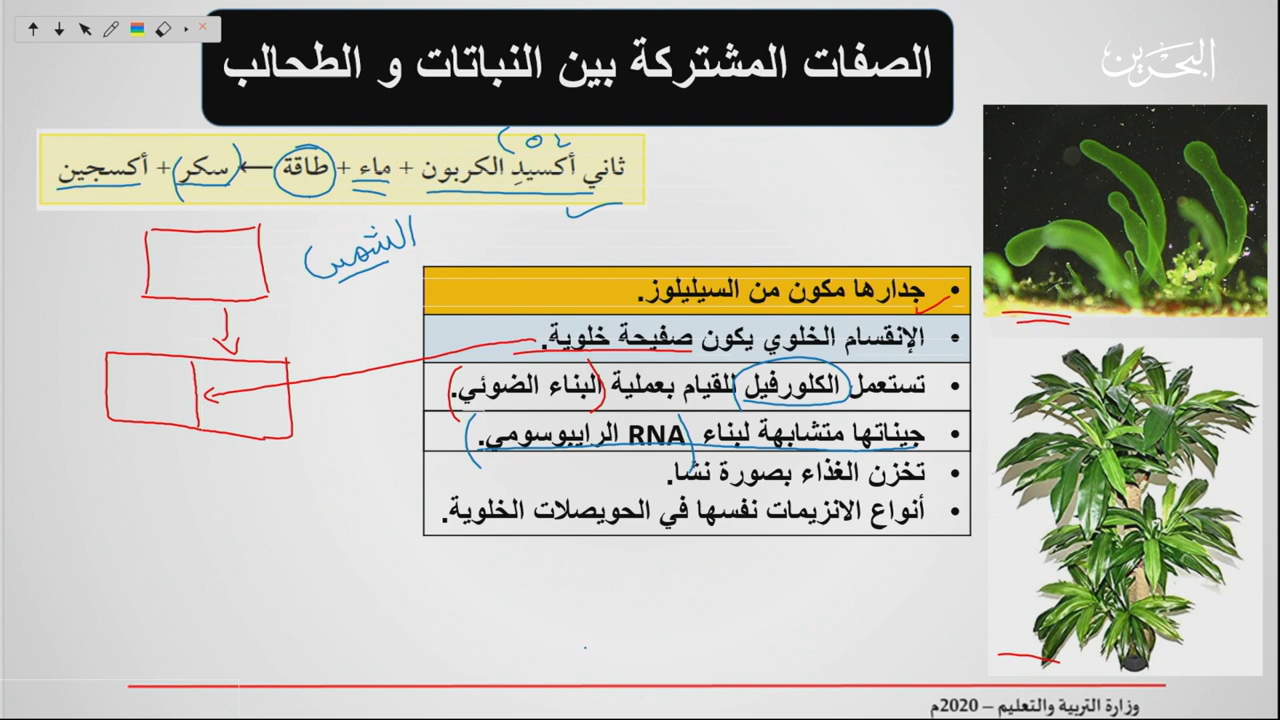 الصفات المشتركة بين النباتات و الطحالب
البحرين
ثاني أكسيدِ الكربون + ماء + طاقة ← سكر + أكسجين
الشمس
• جدارها مكون من السيليلوز.
• الإنقسام الخلوي يكون صفيحة خلوية.
• تستعمل الكلورفيل للقيام بعملية البناء الضوئي.
• جيناتها متشابهة لبناء RNA الرايبوسومي.
• تخزن الغذاء بصورة نشا.
• أنواع الانزيمات نفسها في الحويصلات الخلوية.
وزارة التربية والتعليم – 2020م